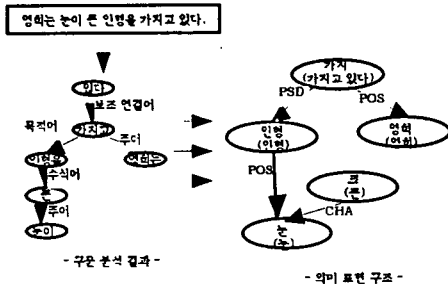 영희는 눈이 큰 인형을 가지고 있다.
있다
보조 연결어
가지고
목적어
주어
인형을
영희는
수식어
큰
주어
눈이
- 구문 분석 결과 -
가지
(가지고 있다)
PSD
POS
인형
(인형)
영희
(영희)
POS
크
(큰)
CHA
눈
(눈)
- 의미 표현 구조 -